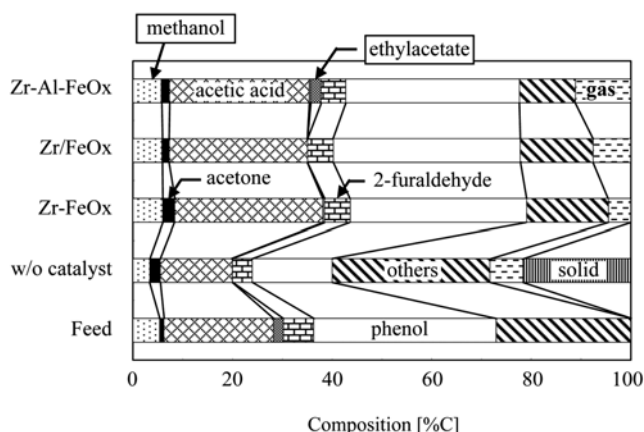 methanol
ethylacetate
Zr-Al-FeOx
acetic acid
gas
Zr/FeOx
acetone
2-furaldehyde
Zr-FeOx
w/o catalyst
others
solid
Feed
phenol
0 20 40 60 80 100
Composition [%C]